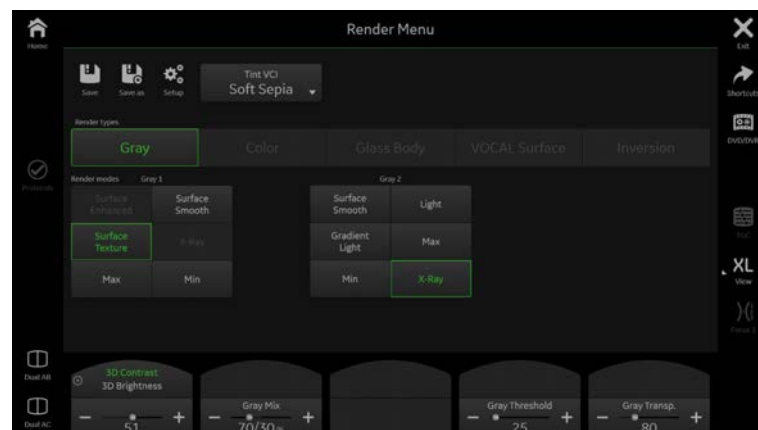 Render Menu
Home
Exit
Save
Save as
Setup
Tint VCI
Soft Sepia
Shortcuts
Render types
Gray
Color
Glass Body
VOCAL Surface
Inversion
DVD/DVR
Protocols
Render modes
Gray 1
Gray 2
Surface
Enhanced
Surface
Smooth
Surface
Smooth
Light
Surface
Texture
X-Ray
Gradient
Light
Max
Max
Min
Min
X-Ray
XL
View
Dual AB
3D Contrast
3D Brightness
Gray Mix
Gray Threshold
Gray Transp.
51
70/30
25
80
Dual AC